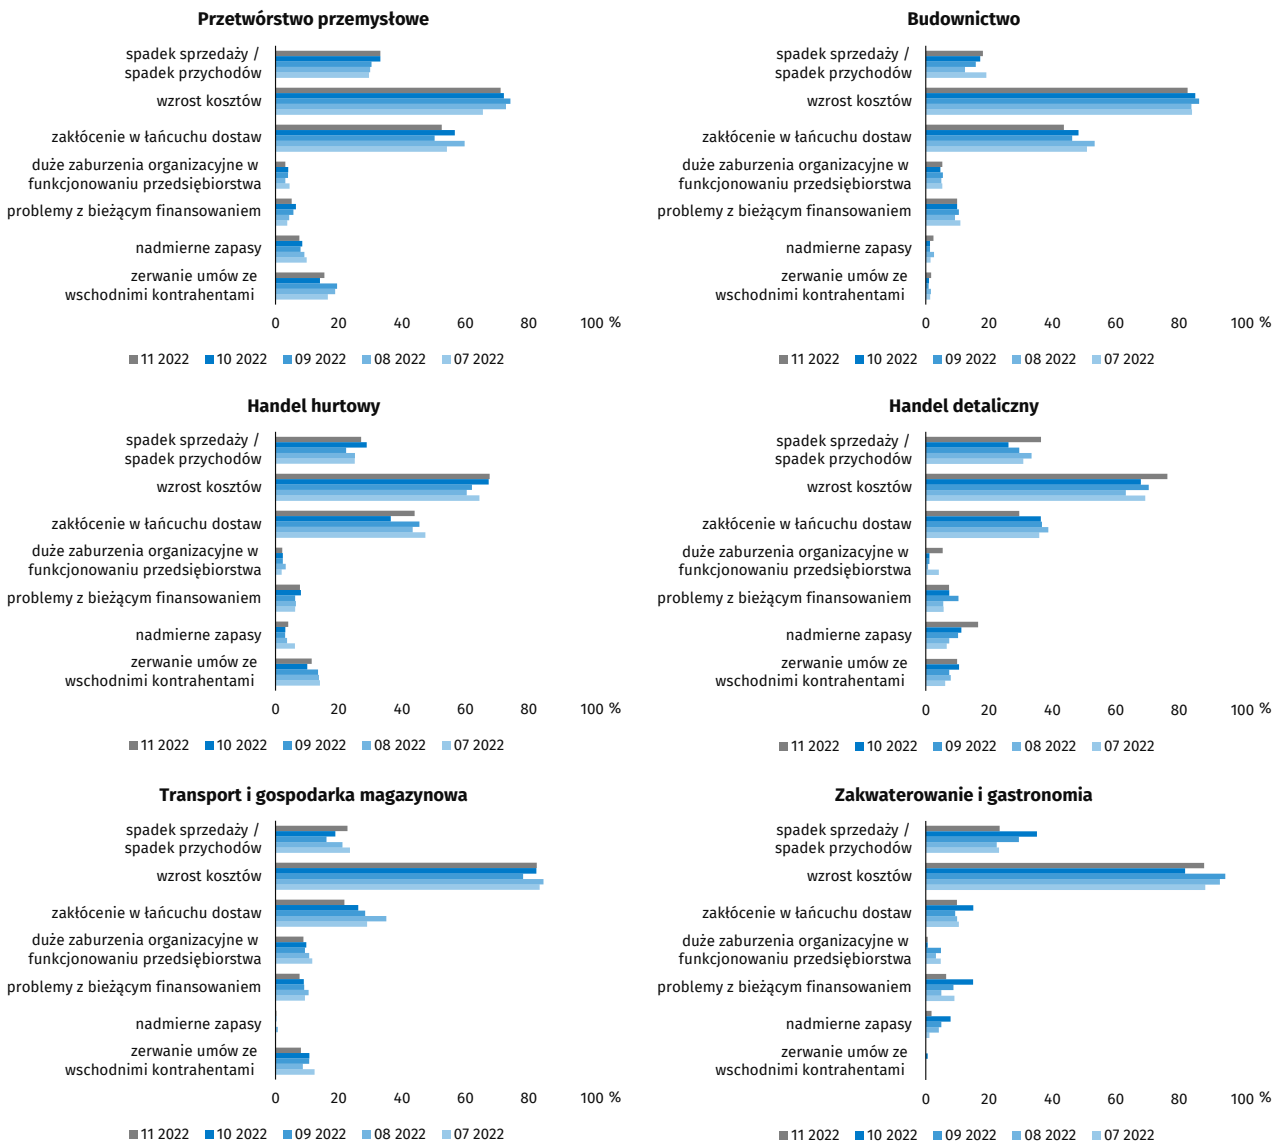 Przetwórstwo przemysłowe
spadek sprzedaży /
spadek przychodów
wzrost kosztów
zakłócenie w łańcuchu dostaw
duże zaburzenia organizacyjne w
funkcjonowaniu przedsiębiorstwa
problemy z bieżącym finansowaniem
nadmierne zapasy
zerwanie umów ze
wschodnimi kontrahentami
0 20 40 60 80 100 %
11 2022 10 2022 09 2022 08 2022 07 2022
Budownictwo
spadek sprzedaży /
spadek przychodów
wzrost kosztów
zakłócenie w łańcuchu dostaw
duże zaburzenia organizacyjne w
funkcjonowaniu przedsiębiorstwa
problemy z bieżącym finansowaniem
nadmierne zapasy
zerwanie umów ze
wschodnimi kontrahentami
0 20 40 60 80 100 %
11 2022 10 2022 09 2022 08 2022 07 2022
Handel hurtowy
spadek sprzedaży /
spadek przychodów
wzrost kosztów
zakłócenie w łańcuchu dostaw
duże zaburzenia organizacyjne w
funkcjonowaniu przedsiębiorstwa
problemy z bieżącym finansowaniem
nadmierne zapasy
zerwanie umów ze
wschodnimi kontrahentami
0 20 40 60 80 100 %
11 2022 10 2022 09 2022 08 2022 07 2022
Handel detaliczny
spadek sprzedaży /
spadek przychodów
wzrost kosztów
zakłócenie w łańcuchu dostaw
duże zaburzenia organizacyjne w
funkcjonowaniu przedsiębiorstwa
problemy z bieżącym finansowaniem
nadmierne zapasy
zerwanie umów ze
wschodnimi kontrahentami
0 20 40 60 80 100 %
11 2022 10 2022 09 2022 08 2022 07 2022
Transport i gospodarka magazynowa
spadek sprzedaży /
spadek przychodów
wzrost kosztów
zakłócenie w łańcuchu dostaw
duże zaburzenia organizacyjne w
funkcjonowaniu przedsiębiorstwa
problemy z bieżącym finansowaniem
nadmierne zapasy
zerwanie umów ze
wschodnimi kontrahentami
0 20 40 60 80 100 %
11 2022 10 2022 09 2022 08 2022 07 2022
Zakwaterowanie i gastronomia
spadek sprzedaży /
spadek przychodów
wzrost kosztów
zakłócenie w łańcuchu dostaw
duże zaburzenia organizacyjne w
funkcjonowaniu przedsiębiorstwa
problemy z bieżącym finansowaniem
nadmierne zapasy
zerwanie umów ze
wschodnimi kontrahentami
0 20 40 60 80 100 %
11 2022 10 2022 09 2022 08 2022 07 2022